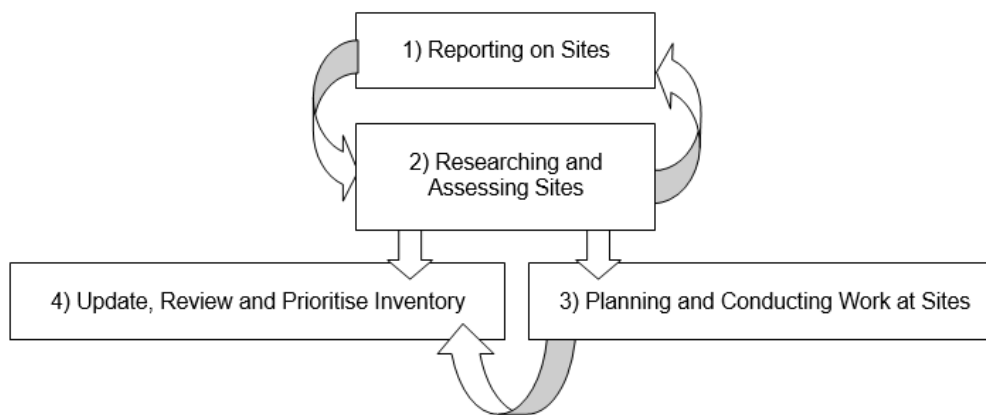 1) Reporting on Sites
2) Researching and
Assessing Sites
4) Update, Review and Prioritise Inventory
3) Planning and Conducting Work at Sites